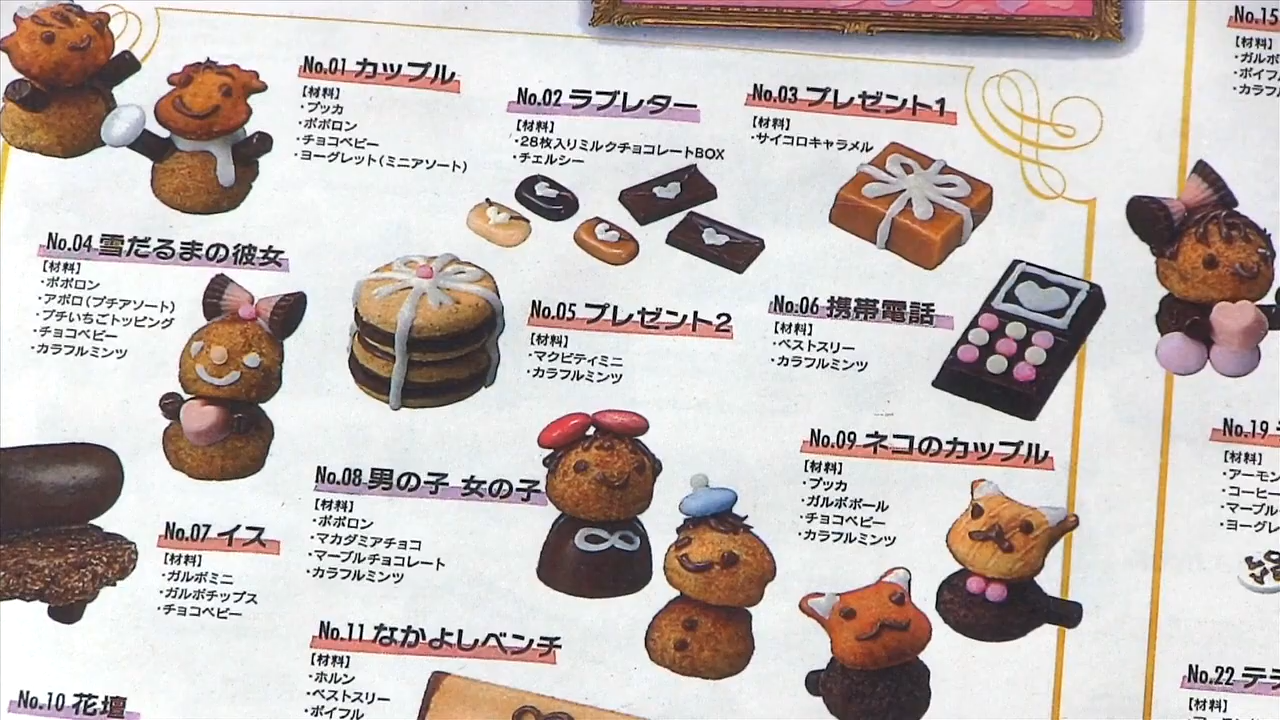 No.01 カップル
【材料】
・プッカ
・ポポロン
・チョコベビー
・ヨーグレット(ミニアソート)
No.02 ラブレター
【材料】
・28枚入りミルクチョコレートBOX
・チェルシー
No.03 プレゼント1
【材料】
・サイコロキャラメル
No.04 雪だるまの彼女
【材料】
・ポポロン
・アポロ(プチアソート)
・プチいちごトッピング
・チョコベビー
・カラフルミンツ
No.05 プレゼント2
【材料】
・マクビティミニ
・カラフルミンツ
No.06 携帯電話
【材料】
・ベストスリー
・カラフルミンツ
No.07 イス
【材料】
・ガルボミニ
・ガルボチップス
・チョコベビー
No.08 男の子 女の子
【材料】
・ポポロン
・マカダミアチョコ
・マーブルチョコレート
・カラフルミンツ
No.09 ネコのカップル
【材料】
・プッカ
・ガルボボール
・チョコベビー
・カラフルミンツ
No.10 花壇
No.11 なかよしベンチ
【材料】
・ホルン
・ベストスリー
・ポイフル
No.15
【材料】
・ガルボ
・ポイフ
・カラフ
No.19
【材料】
・アーモン
・コーヒー
・マーブル
・ヨーグレ
No.22 テデ
【材料】